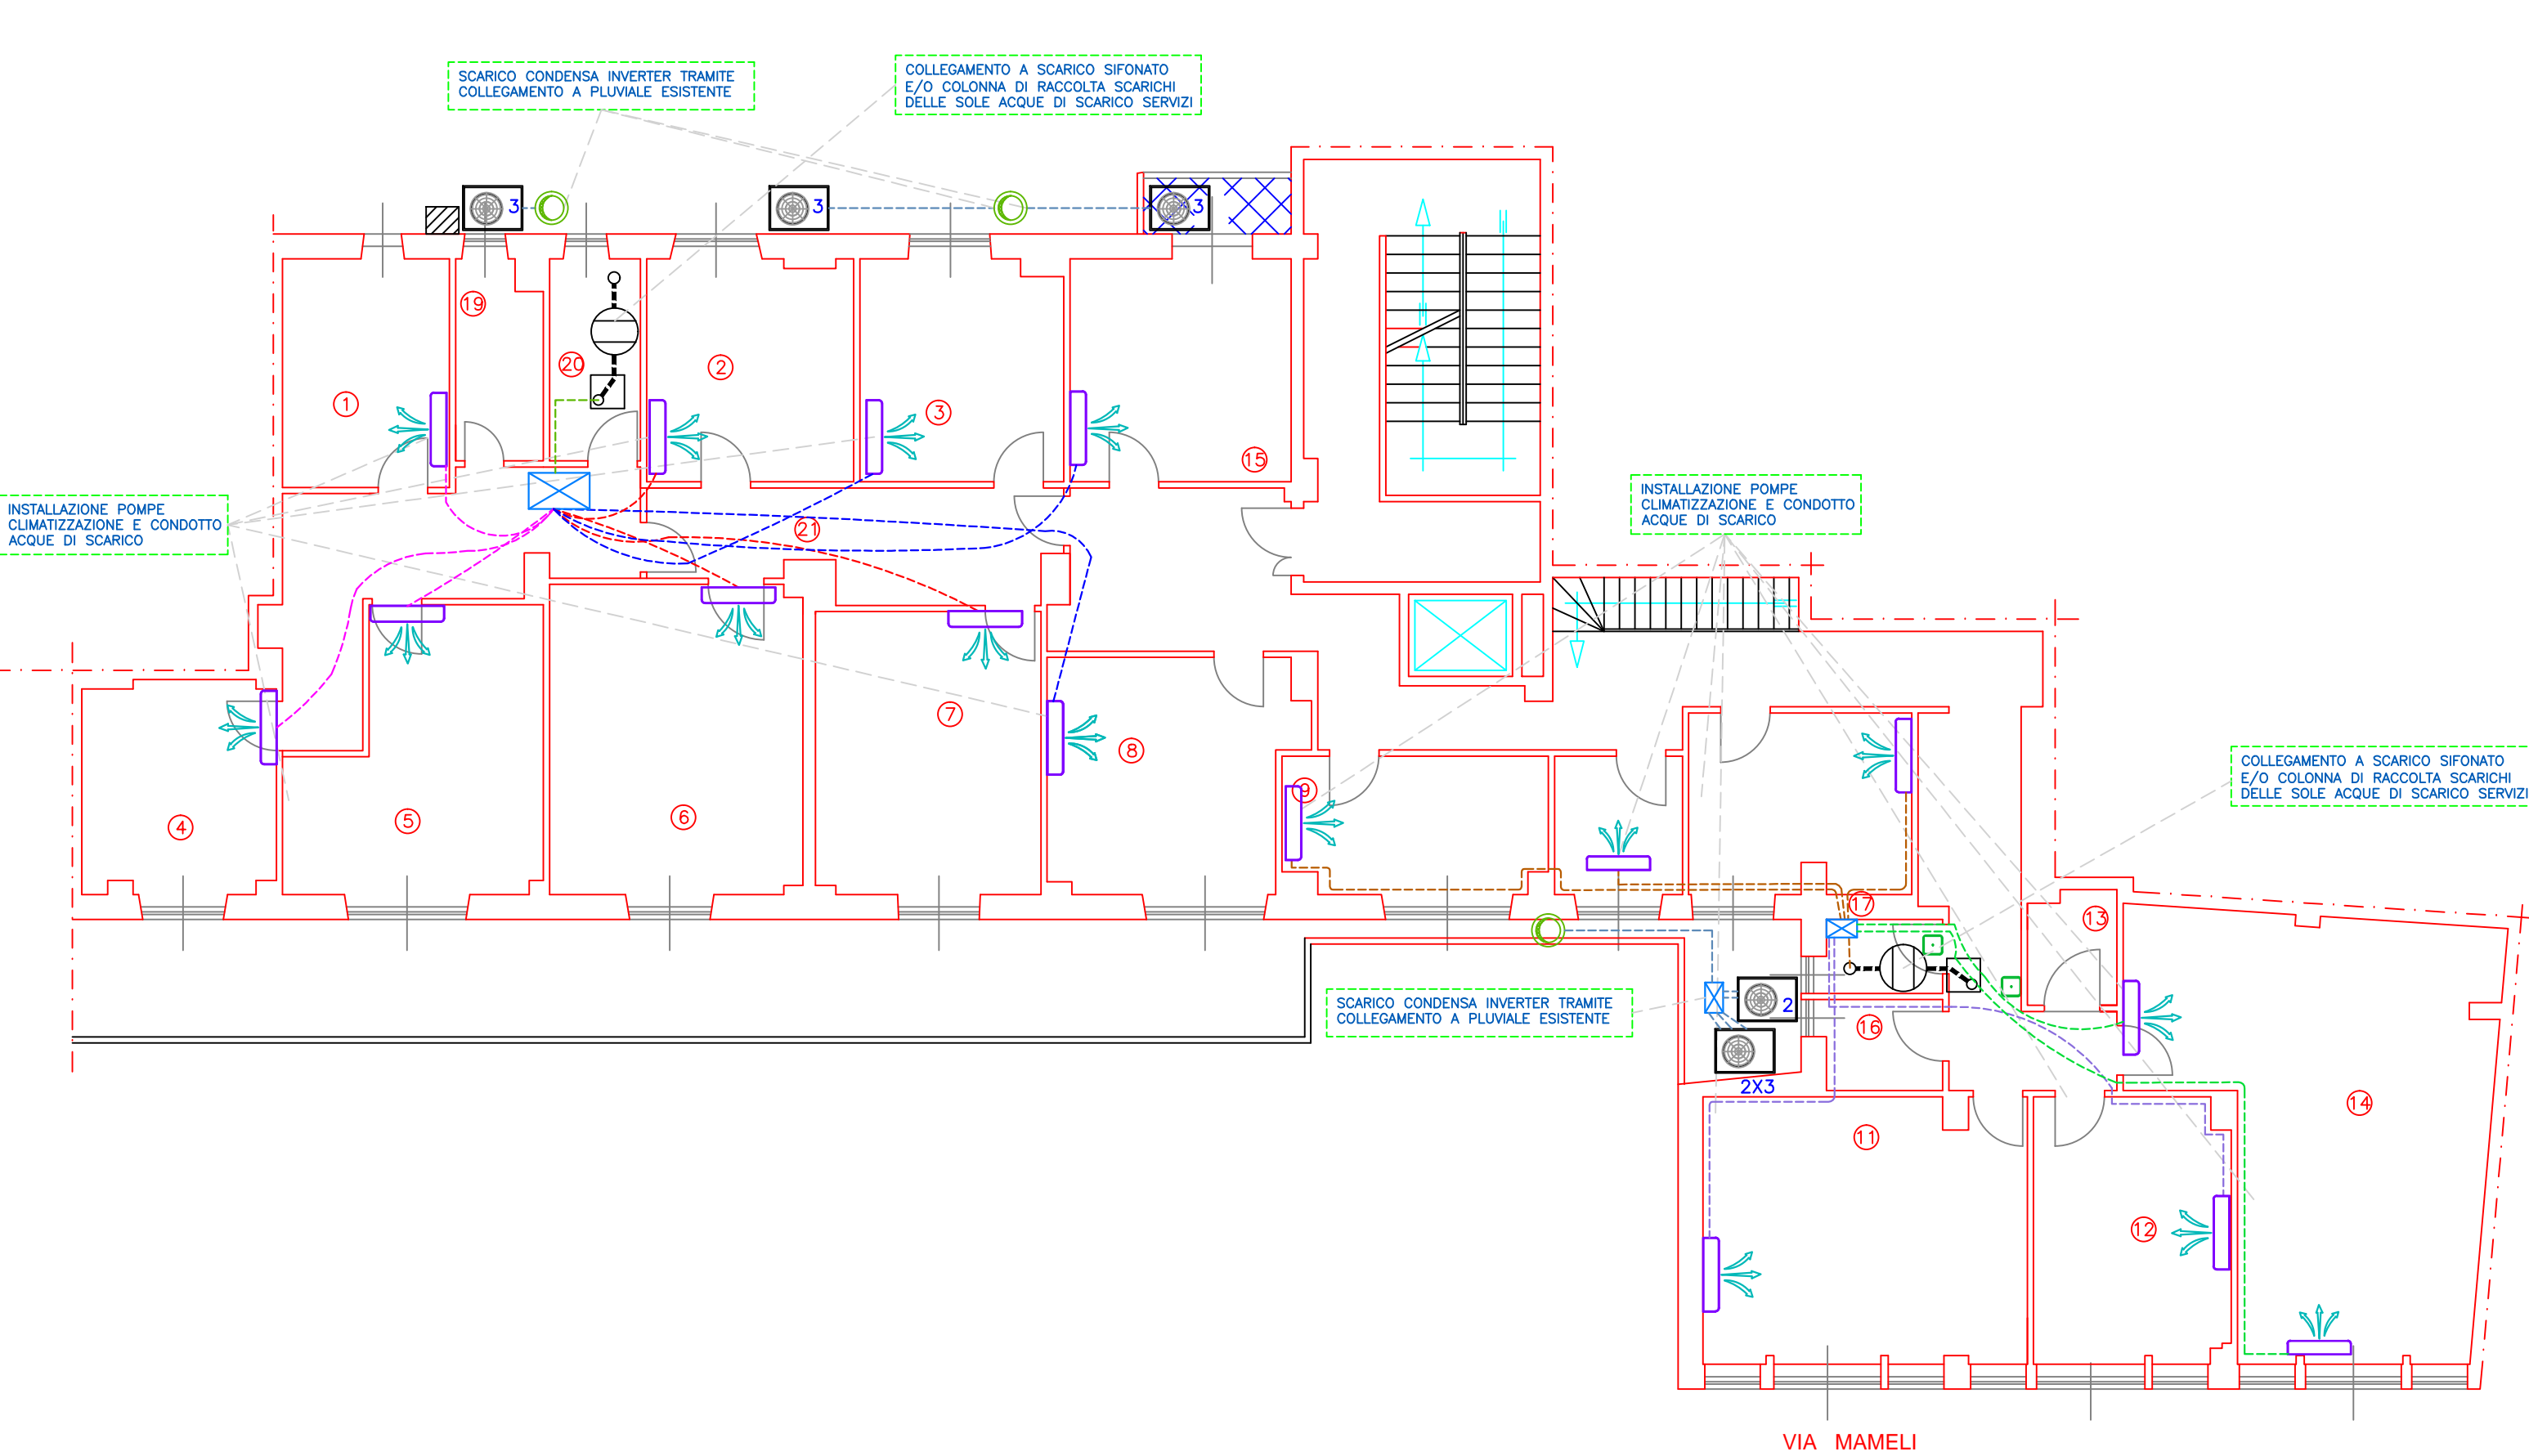 SCARICO CONDENSA INVERTER TRAMITE
COLLEGAMENTO A PLUVIALE ESISTENTE
COLLEGAMENTO A SCARICO SIFONATO
E/O COLONNA DI RACCOLTA SCARICHI
DELLE SOLE ACQUE DI SCARICO SERVIZI
3
3
3
19
20
2
1
3
15
INSTALLAZIONE POMPE
CLIMATIZZAZIONE E CONDOTTO
ACQUE DI SCARICO
21
INSTALLAZIONE POMPE
CLIMATIZZAZIONE E CONDOTTO
ACQUE DI SCARICO
7
8
9
4
5
6
COLLEGAMENTO A SCARICO SIFONATO
E/O COLONNA DI RACCOLTA SCARICHI
DELLE SOLE ACQUE DI SCARICO SERVIZI
17
13
SCARICO CONDENSA INVERTER TRAMITE
COLLEGAMENTO A PLUVIALE ESISTENTE
2
16
2X3
14
11
12
VIA MAMELI